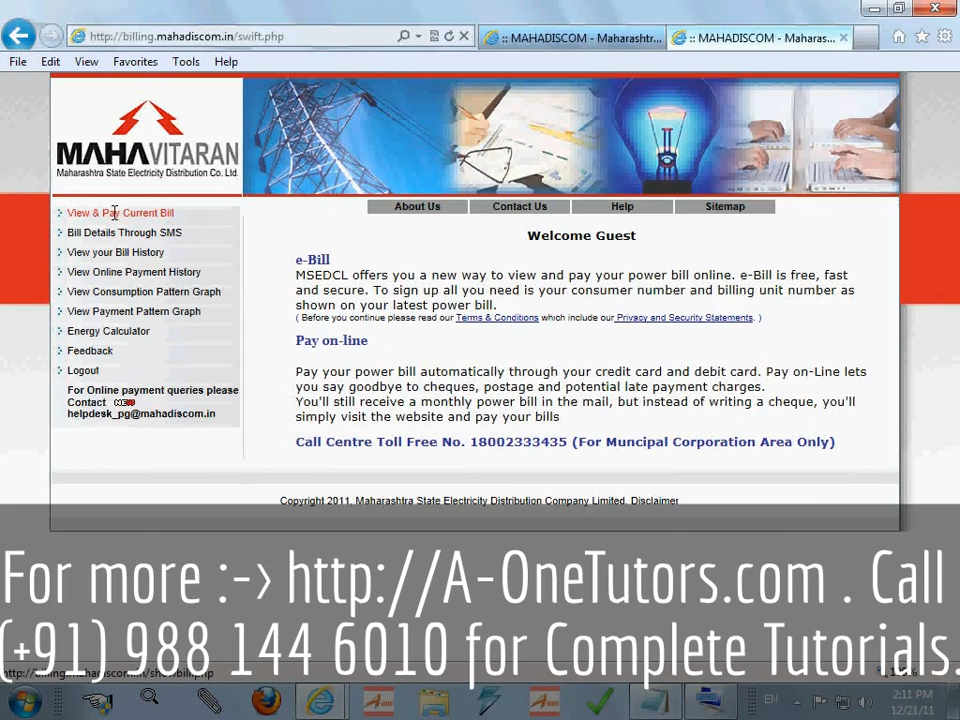 http://billing.mahadiscom.in/swift.php
:: MAHADISCOM - Maharashtr...
:: MAHADISCOM - Maharas...
File Edit View Favorites Tools Help
MAHAVITARAN
Maharashtra State Electricity Distribution Co. Ltd.
View & Pay Current Bill
Bill Details Through SMS
View your Bill History
View Online Payment History
View Consumption Pattern Graph
View Payment Pattern Graph
Energy Calculator
Feedback
Logout
For Online payment queries please
Contact
helpdesk_pg@mahadiscom.in
About Us Contact Us Help Sitemap
Welcome Guest
e-Bill
MSEDCL offers you a new way to view and pay your power bill online. e-Bill is free, fast
and secure. To sign up all you need is your consumer number and billing unit number as
shown on your latest power bill.
( Before you continue please read our Terms & Conditions which include our Privacy and Security Statements. )
Pay on-line
Pay your power bill automatically through your credit card and debit card. Pay on-Line lets
you say goodbye to cheques, postage and potential late payment charges.
You'll still receive a monthly power bill in the mail, but instead of writing a cheque, you'll
simply visit the website and pay your bills
Call Centre Toll Free No. 18002333435 (For Muncipal Corporation Area Only)
Copyright 2011, Maharashtra State Electricity Distribution Company Limited. Disclaimer
For more :-> http://A-OneTutors.com . Call
(+91) 988 144 6010 for Complete Tutorials.
EN
2:11 PM
12/21/11